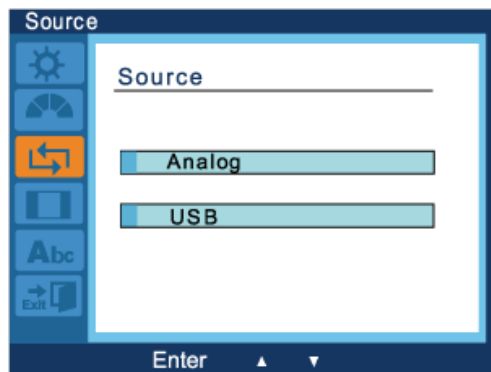 Source
Source
Analog
USB
Abc
Exit
Enter ▲ ▼